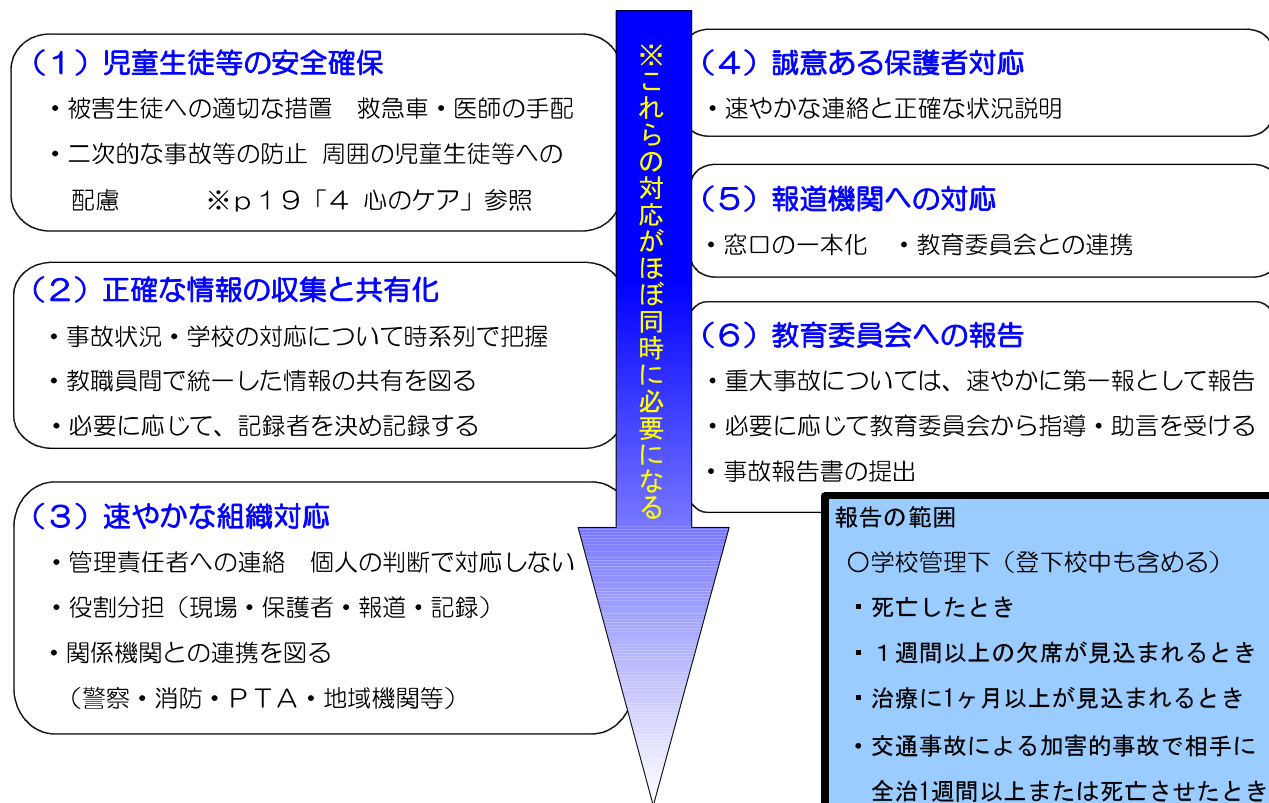 （１）児童生徒等の安全確保
・被害生徒への適切な措置　救急車・医師の手配
・二次的な事故等の防止 周囲の児童生徒等への
配慮　　　※ｐ１９「４ 心のケア」参照
（２）正確な情報の収集と共有化
・事故状況・学校の対応について時系列で把握
・教職員間で統一した情報の共有を図る
・必要に応じて、記録者を決め記録する
（３）速やかな組織対応
・管理責任者への連絡　個人の判断で対応しない
・役割分担（現場・保護者・報道・記録）
・関係機関との連携を図る
（警察・消防・ＰＴＡ・地域機関等）
※これらの対応がほぼ同時に必要になる
（４）誠意ある保護者対応
・速やかな連絡と正確な状況説明
（５）報道機関への対応
・窓口の一本化　・教育委員会との連携
（６）教育委員会への報告
・重大事故については、速やかに第一報として報告
・必要に応じて教育委員会から指導・助言を受ける
・事故報告書の提出
報告の範囲
○学校管理下（登下校中も含める）
・死亡したとき
・１週間以上の欠席が見込まれるとき
・治療に1ヶ月以上が見込まれるとき
・交通事故による加害的事故で相手に
全治1週間以上または死亡させたとき